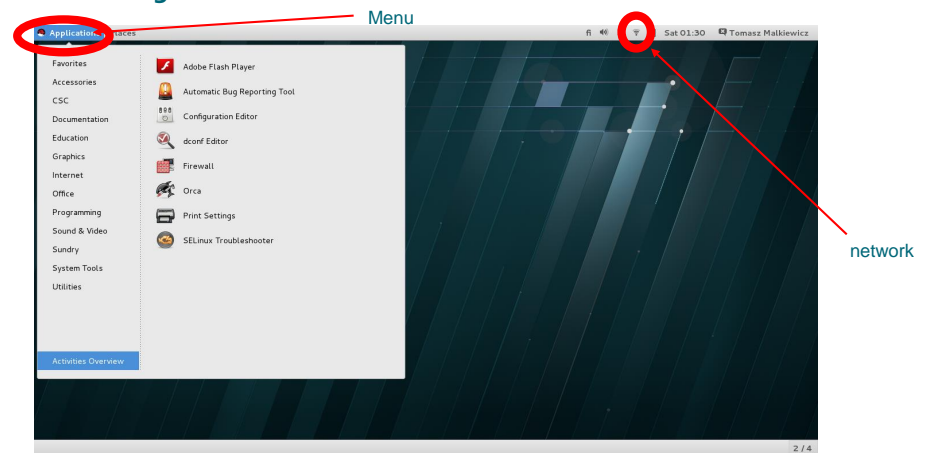 Menu
Applications
fi Sat 01:30 Tomasz Malkiewicz
Favorites
Accessories
CSC
Documentation
Education
Graphics
Internet
Office
Programming
Sound & Video
Sundry
System Tools
Utilities
Activities Overview
Adobe Flash Player
Automatic Bug Reporting Tool
Configuration Editor
dconf Editor
Firewall
Orca
Print Settings
SELinux Troubleshooter
network
2 / 4